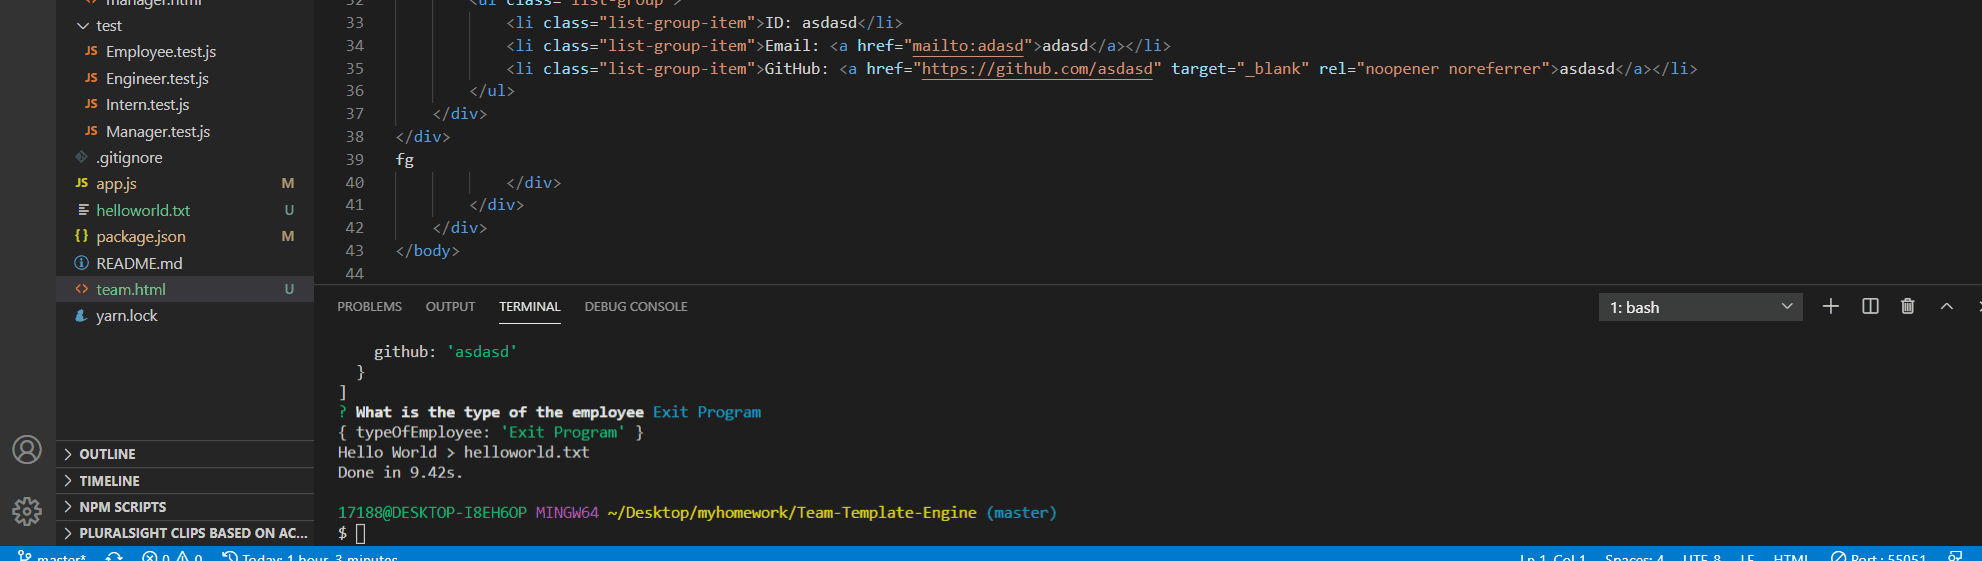 manager.html
test
JS Employee.test.js
JS Engineer.test.js
JS Intern.test.js
JS Manager.test.js
.gitignore
JS app.js M
helloworld.txt U
{} package.json M
README.md
<> team.html U
yarn.lock
OUTLINE
TIMELINE
NPM SCRIPTS
PLURALSIGHT CLIPS BASED ON AC...
32 <ul class="list-group">
33 <li class="list-group-item">ID: asdasd</li>
34 <li class="list-group-item">Email: <a href="mailto:adasd">adasd</a></li>
35 <li class="list-group-item">GitHub: <a href="https://github.com/asdasd" target="_blank" rel="noopener noreferrer">asdasd</a></li>
36 </ul>
37 </div>
38 </div>
39 fg
40 </div>
41 </div>
42 </div>
43 </body>
44
PROBLEMS OUTPUT TERMINAL DEBUG CONSOLE 1: bash
github: 'asdasd'
}
]
? What is the type of the employee Exit Program
{ typeOfEmployee: 'Exit Program' }
Hello World > helloworld.txt
Done in 9.42s.
17188@DESKTOP-I8EH6OP MINGW64 ~/Desktop/myhomework/Team-Template-Engine (master)
$
master* 0 0 Today: 1 hour, 3 minutes Ln 1, Col 1 Spaces: 4 UTF-8 LF HTML Port : 55051